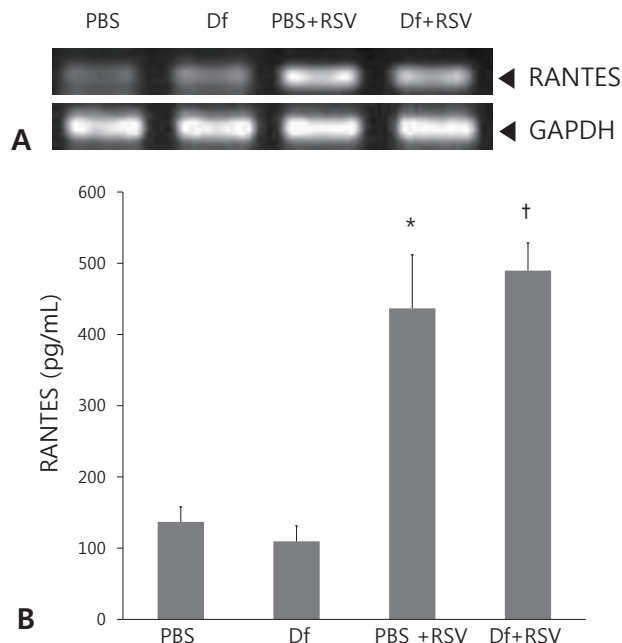 PBS Df PBS+RSV Df+RSV
RANTES
GAPDH
A
600
500
400
300
200
100
0
RANTES (pg/mL)
*
†
PBS Df PBS +RSV Df+RSV
B